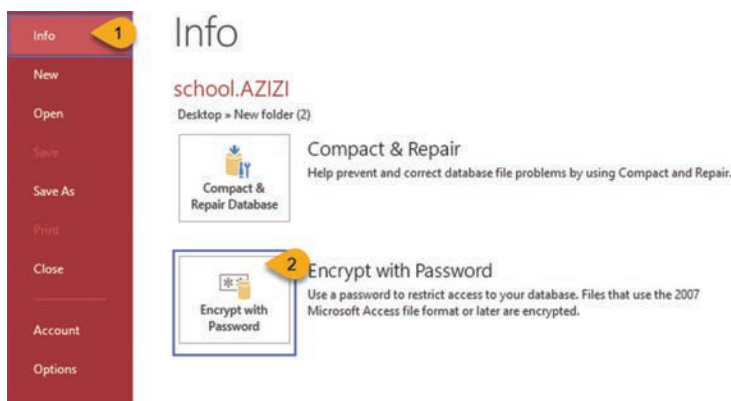 Info
1
New
Open
Save
Save As
Print
Close
Account
Options
Info
school.AZIZI
Desktop » New folder (2)
Compact &
Repair Database
Compact & Repair
Help prevent and correct database file problems by using Compact and Repair.
2
Encrypt with
Password
Encrypt with Password
Use a password to restrict access to your database. Files that use the 2007
Microsoft Access file format or later are encrypted.